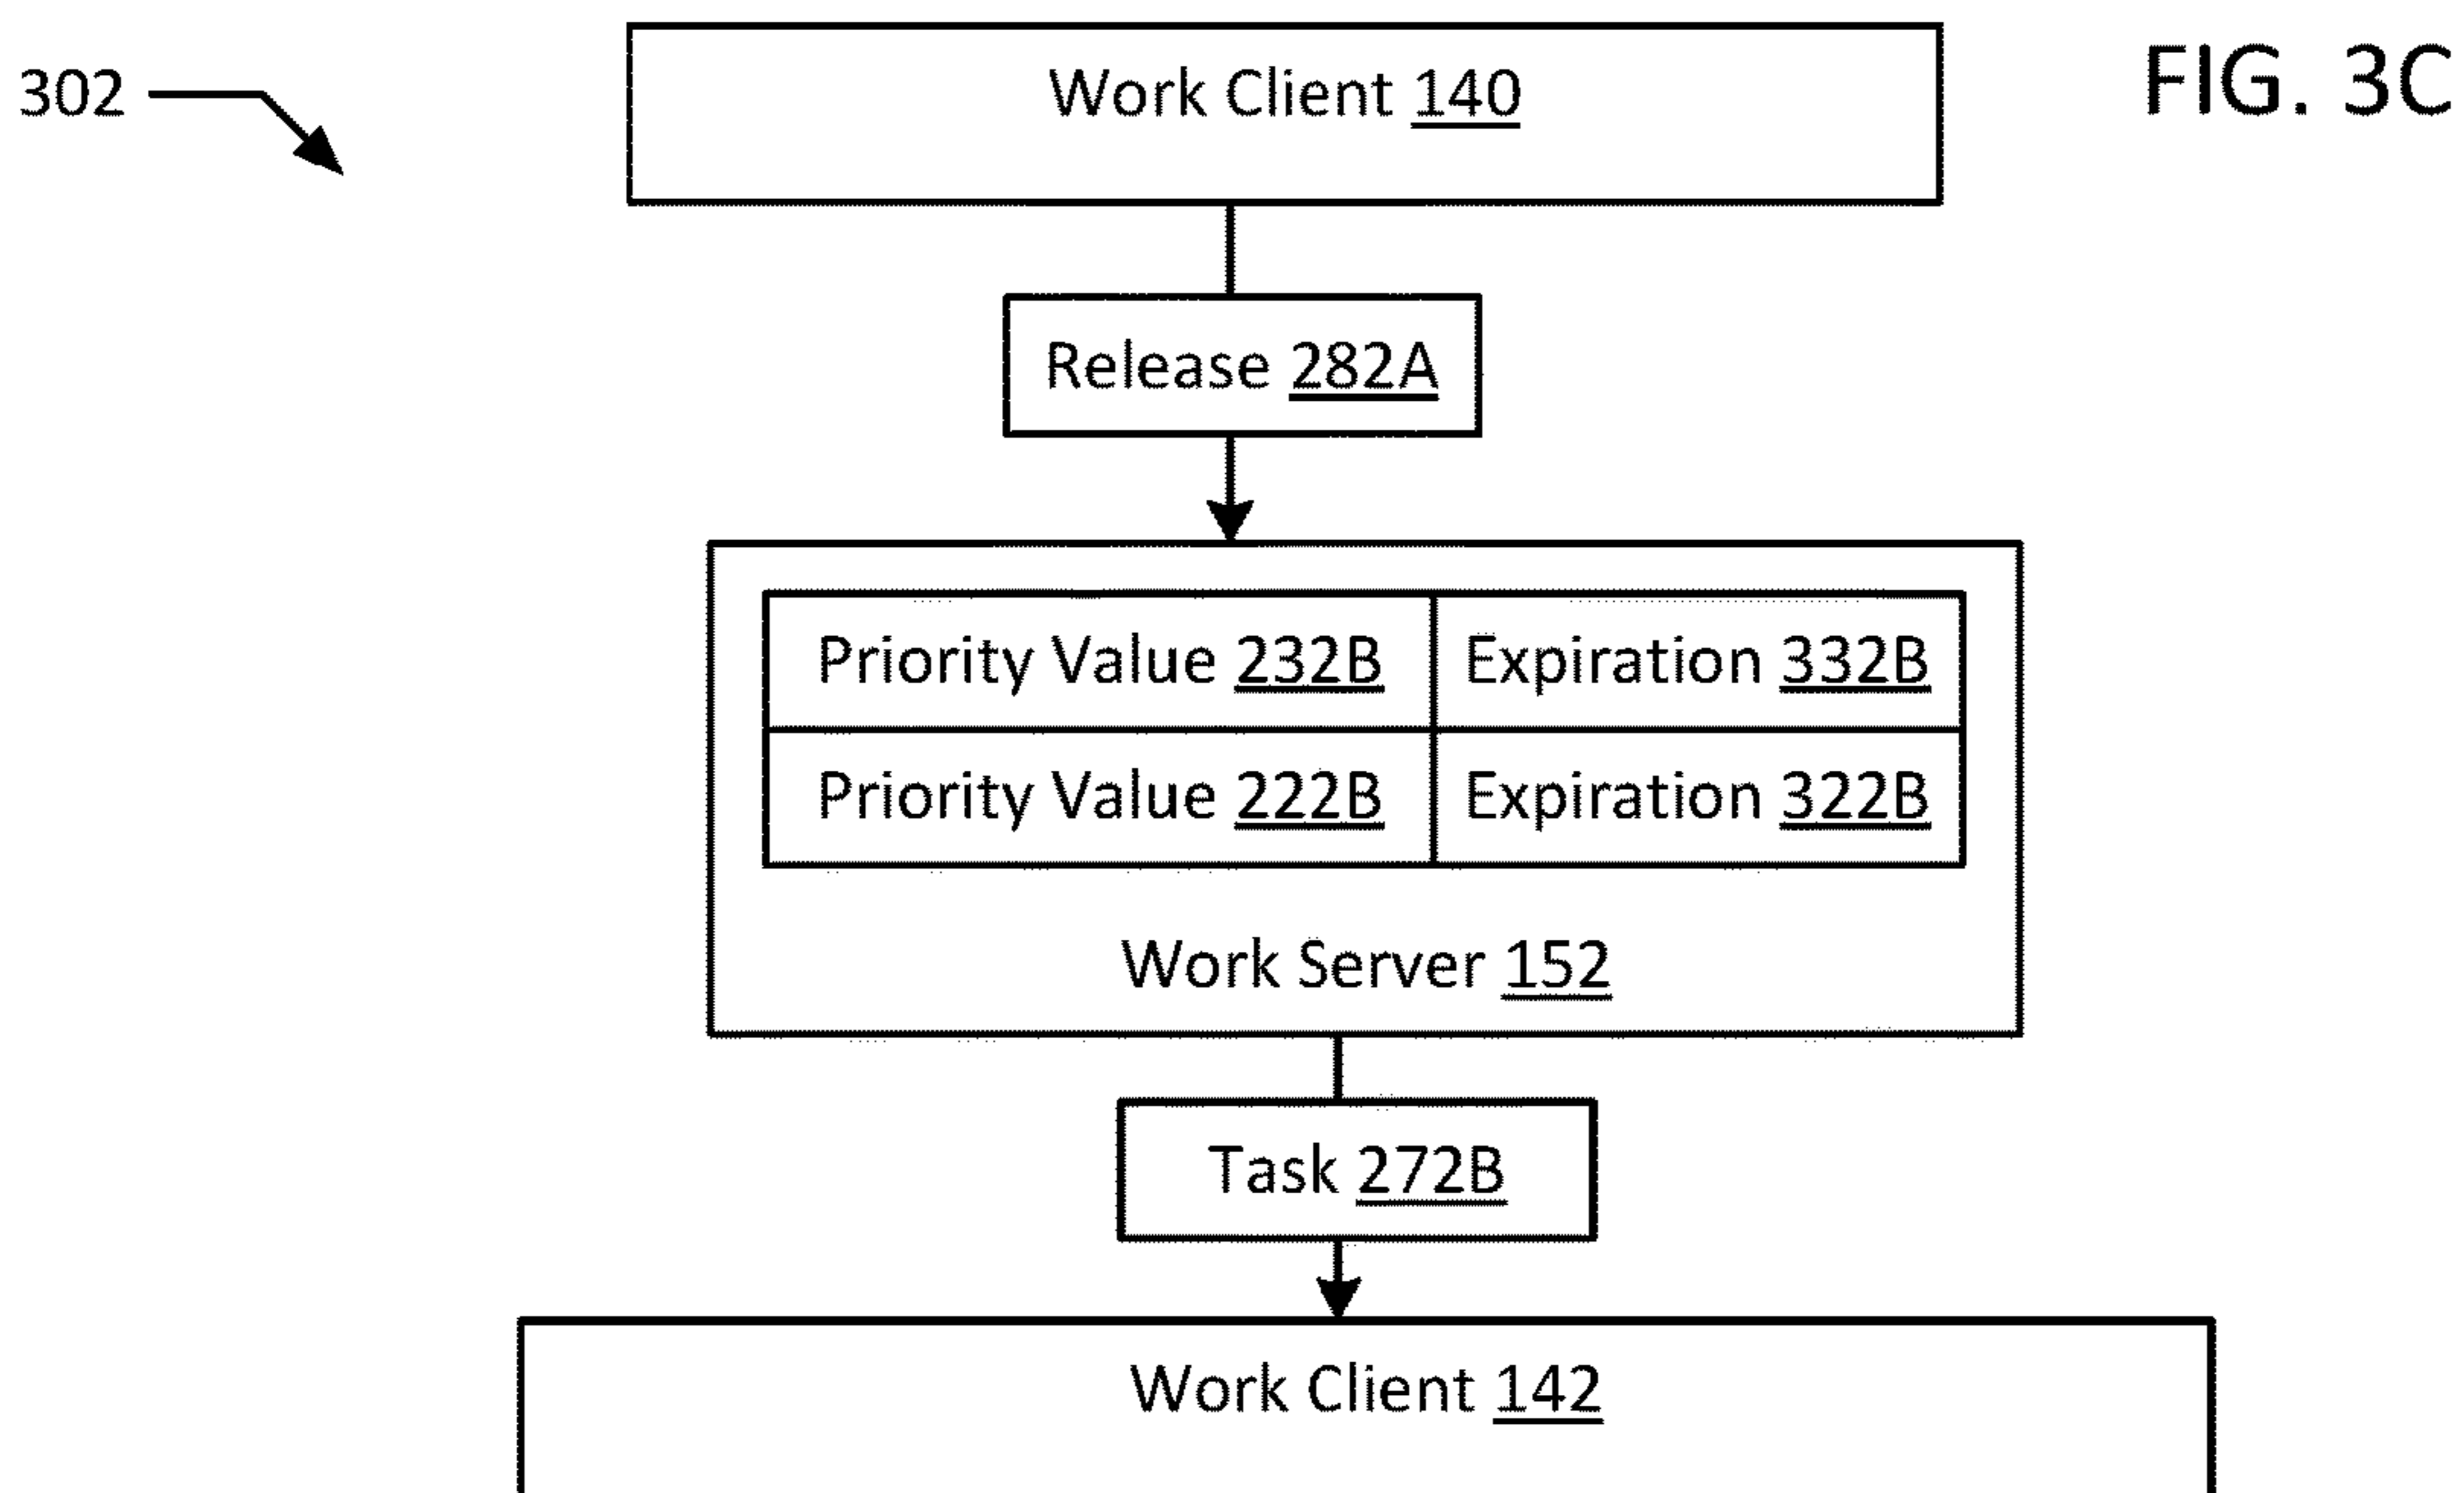 302
Work Client 140
FIG. 3C
Release 282A
Priority Value 232B Expiration 332B
Priority Value 222B Expiration 322B
Work Server 152
Task 272B
Work Client 142